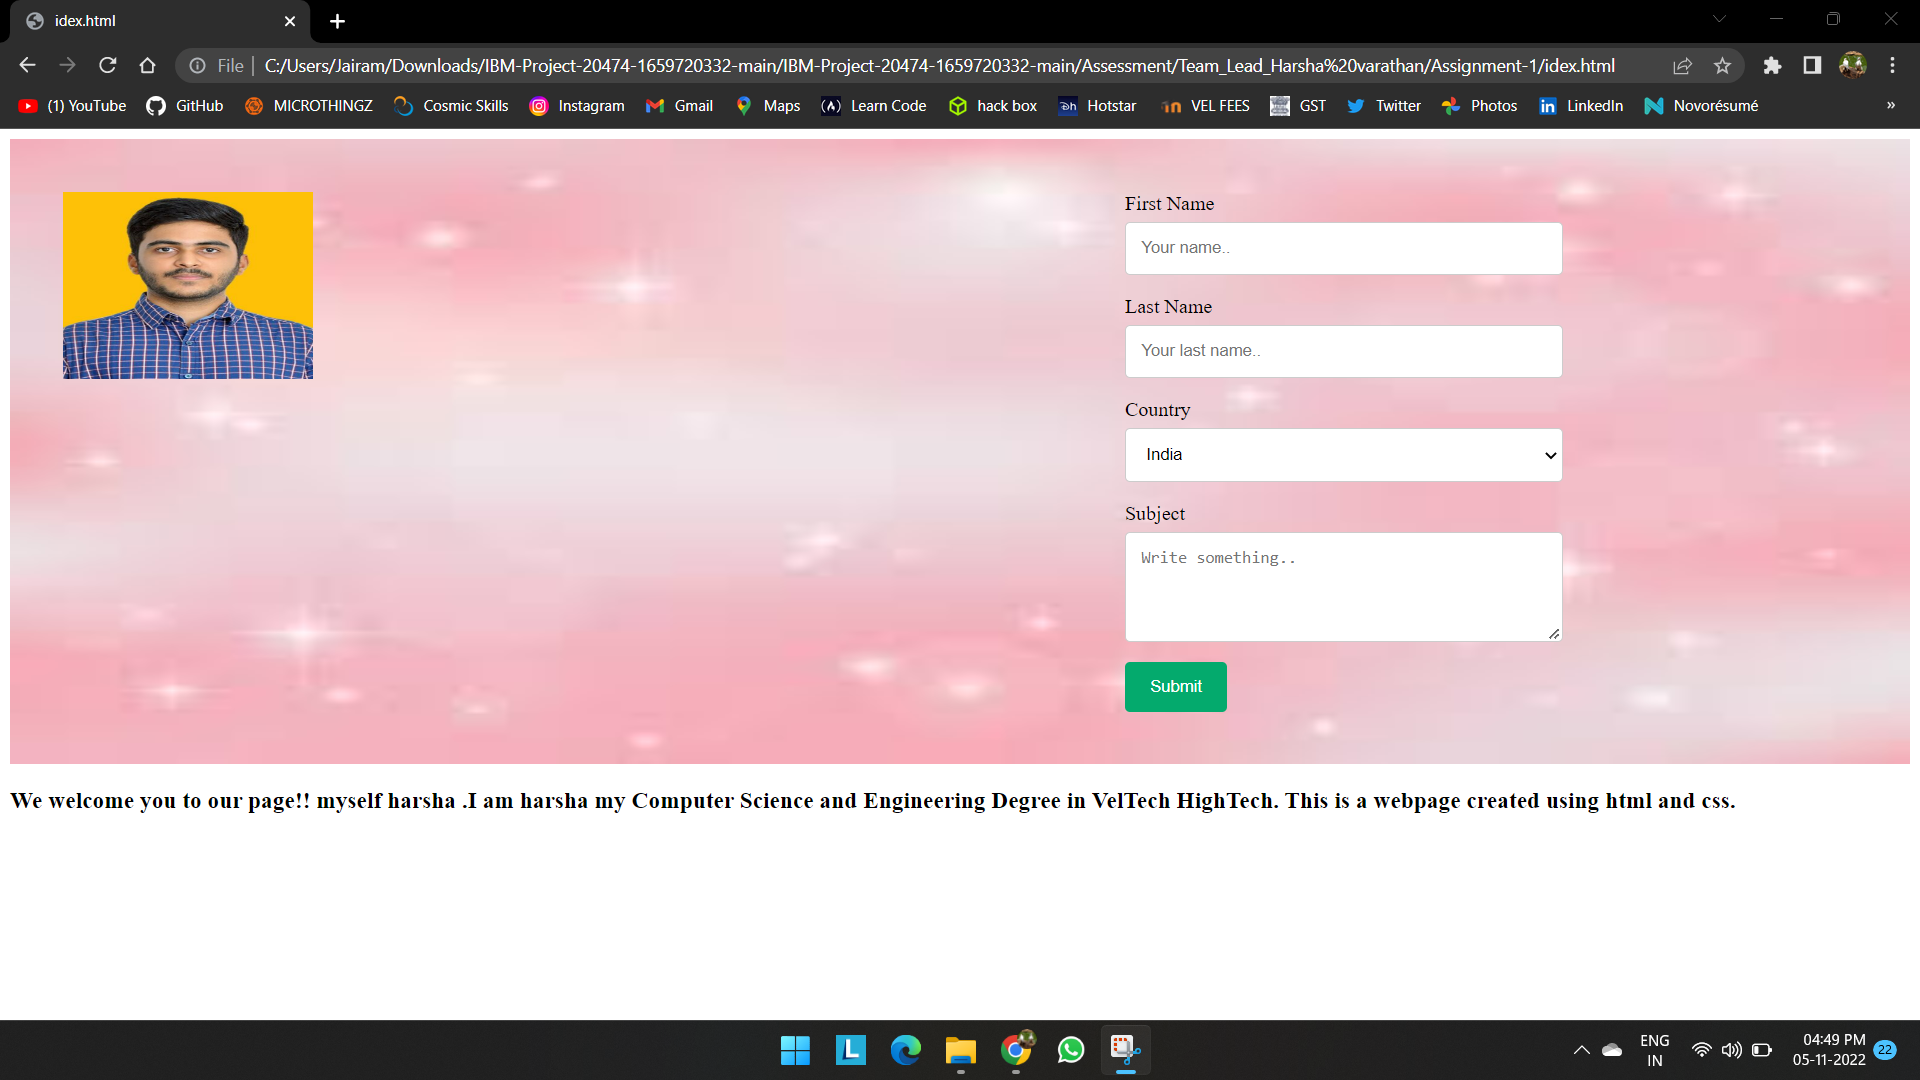 idex.html
File | C:/Users/Jairam/Downloads/IBM-Project-20474-1659720332-main/IBM-Project-20474-1659720332-main/Assessment/Team_Lead_Harsha%20varathan/Assignment-1/idex.html
(1) YouTube GitHub MICROTHINGZ Cosmic Skills Instagram Gmail Maps Learn Code hack box Hotstar VEL FEES GST Twitter Photos LinkedIn Novorésumé »
First Name
Your name..
Last Name
Your last name..
Country
India
Subject
Write something..
Submit
We welcome you to our page!! myself harsha .I am harsha my Computer Science and Engineering Degree in VelTech HighTech. This is a webpage created using html and css.
ENG
IN
04:49 PM
05-11-2022
22